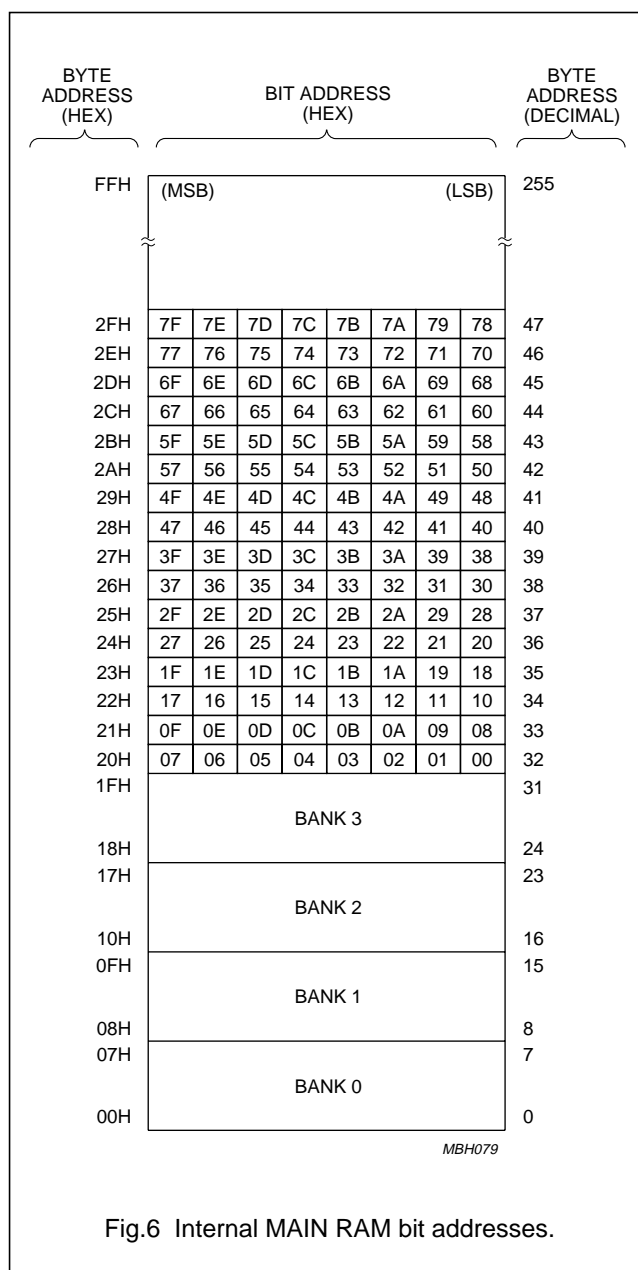 BYTE ADDRESS (HEX)
BIT ADDRESS (HEX)
BYTE ADDRESS (DECIMAL)
FFH (MSB) (LSB) 255
2FH 7F 7E 7D 7C 7B 7A 79 78 47
2EH 77 76 75 74 73 72 71 70 46
2DH 6F 6E 6D 6C 6B 6A 69 68 45
2CH 67 66 65 64 63 62 61 60 44
2BH 5F 5E 5D 5C 5B 5A 59 58 43
2AH 57 56 55 54 53 52 51 50 42
29H 4F 4E 4D 4C 4B 4A 49 48 41
28H 47 46 45 44 43 42 41 40 40
27H 3F 3E 3D 3C 3B 3A 39 38 39
26H 37 36 35 34 33 32 31 30 38
25H 2F 2E 2D 2C 2B 2A 29 28 37
24H 27 26 25 24 23 22 21 20 36
23H 1F 1E 1D 1C 1B 1A 19 18 35
22H 17 16 15 14 13 12 11 10 34
21H 0F 0E 0D 0C 0B 0A 09 08 33
20H 07 06 05 04 03 02 01 00 32
1FH 31
BANK 3
18H 24
17H 23
BANK 2
10H 16
0FH 15
BANK 1
08H 8
07H 7
BANK 0
00H 0
MBH079
Fig.6 Internal MAIN RAM bit addresses.